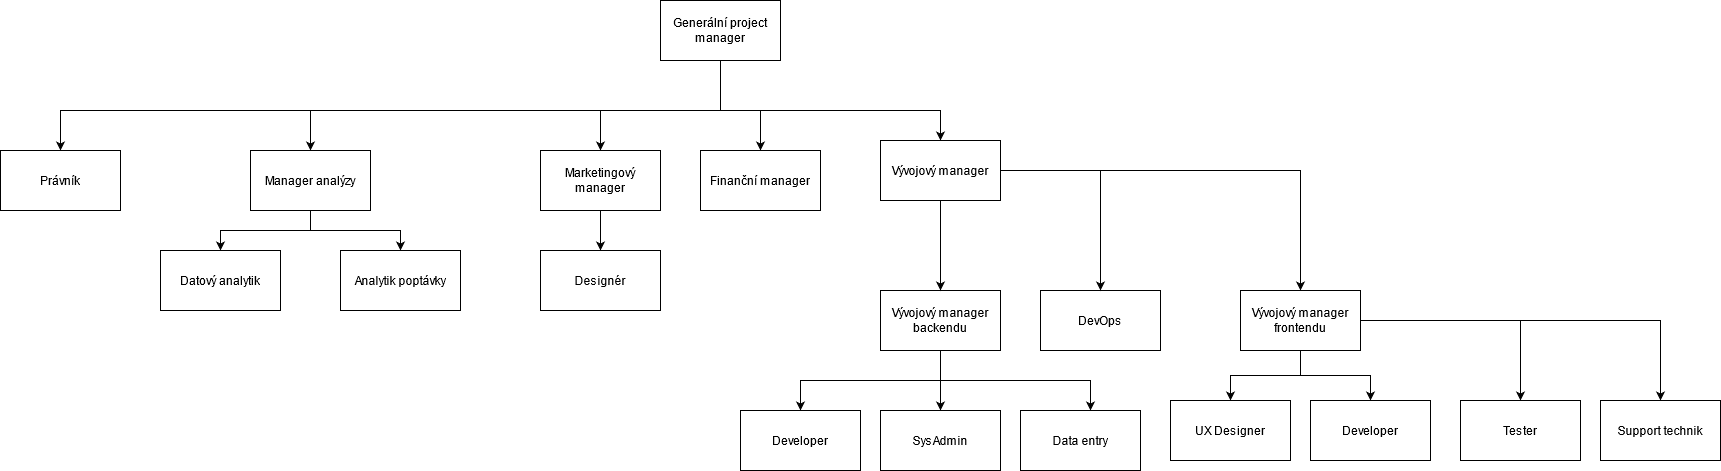 Generální project
manager
Právník
Manager analýzy
Marketingový
manager
Finanční manager
Vývojový manager
Datový analytik
Analytik poptávky
Designér
Vývojový manager
backendu
DevOps
Vývojový manager
frontendu
Developer
SysAdmin
Data entry
UX Designer
Developer
Tester
Support technik